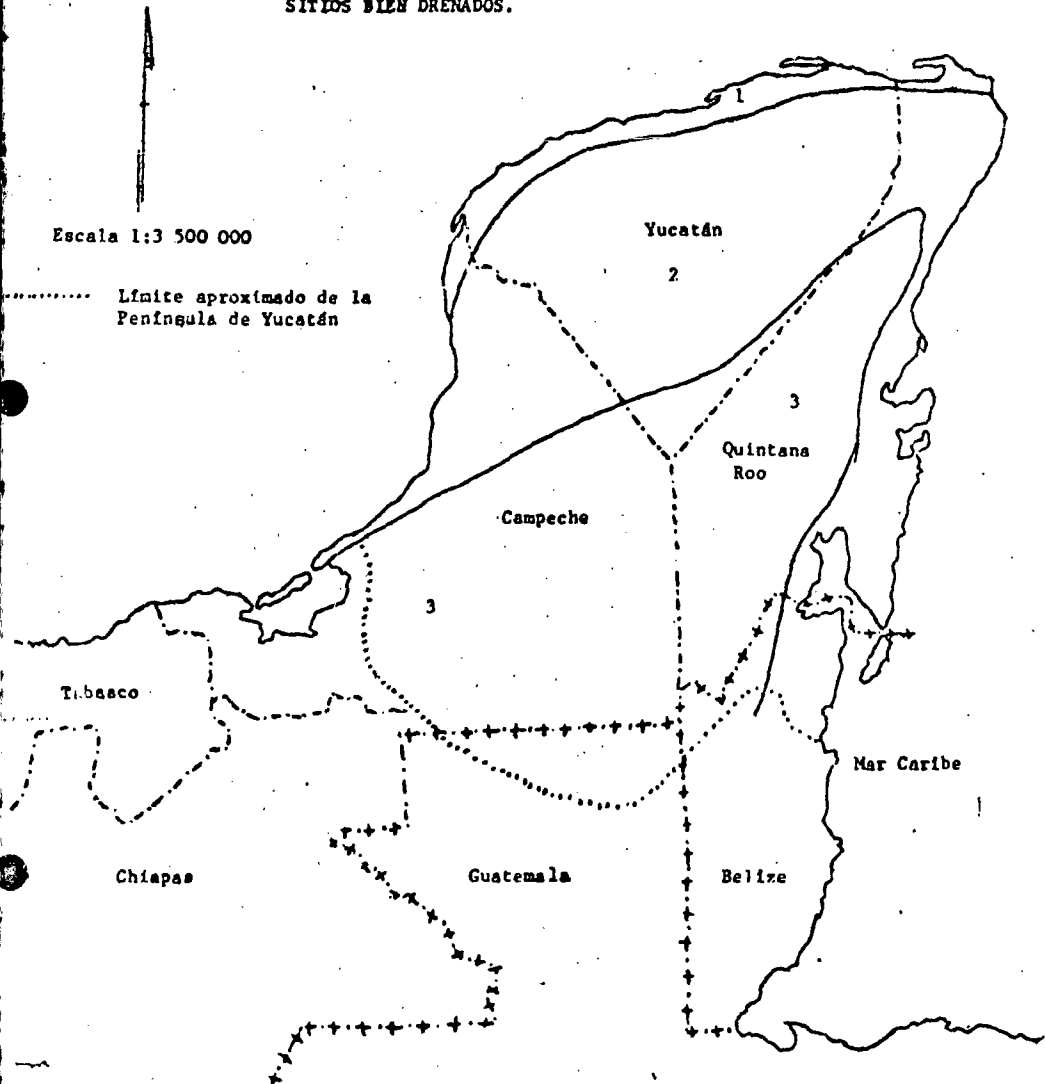 SITIOS BIEN DRENADOS.
1
Escala 1:3 500 000
Yucatán
2
Límite aproximado de la
Península de Yucatán
3
Quintana
Roo
Campeche
3
Tabasco
Mar Caribe
Chiapas
Guatemala
Belize